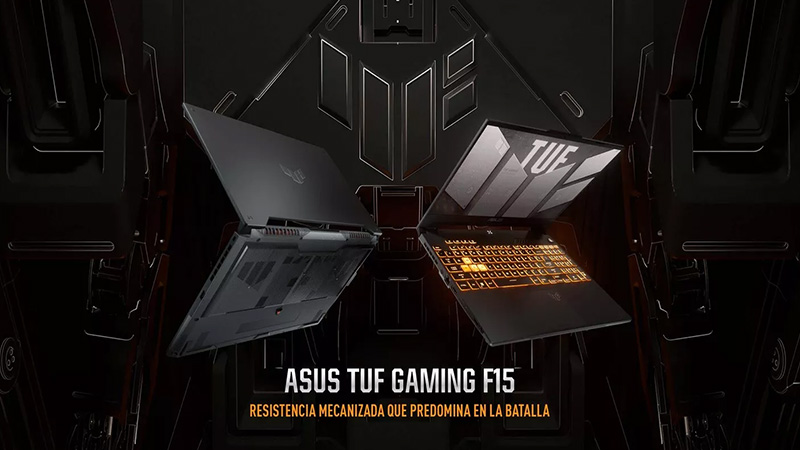 TUF
ASUS TUF GAMING F15
RESISTENCIA MECANIZADA QUE PREDOMINA EN LA BATALLA